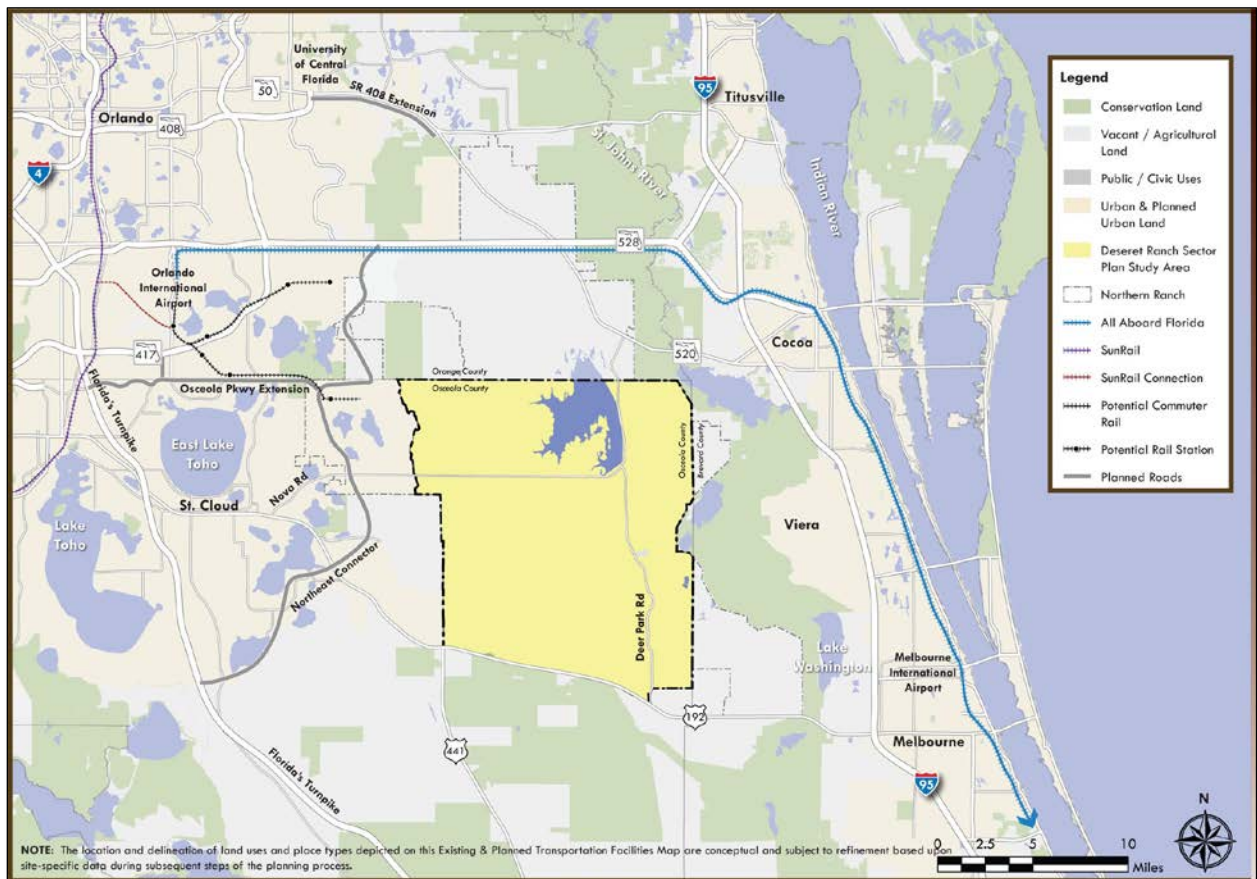 University
of Central
Florida
50
SR 408 Extension
Orlando
408
4
95
Titusville
St. Johns
River
Indian River
528
Orlando
International
Airport
417
Osceola Pkwy Extension
Florida's Turnpike
Orange County
Osceola County
520
Cocoa
East Lake
Toho
Nova Rd
St. Cloud
Lake
Toho
Northeast Connector
Osceola County
Brevard County
Viera
Deer Park Rd
Lake
Washington
Melbourne
International
Airport
192
441
Melbourne
Florida's Turnpike
95
Legend
Conservation Land
Vacant / Agricultural
Land
Public / Civic Uses
Urban & Planned
Urban Land
Deseret Ranch Sector
Plan Study Area
Northern Ranch
All Aboard Florida
SunRail
SunRail Connection
Potential Commuter
Rail
Potential Rail Station
Planned Roads
N
0 2.5 5 10
Miles
NOTE: The location and delineation of land uses and place types depicted on this Existing & Planned Transportation Facilities Map are conceptual and subject to refinement based upon
site-specific data during subsequent steps of the planning process.